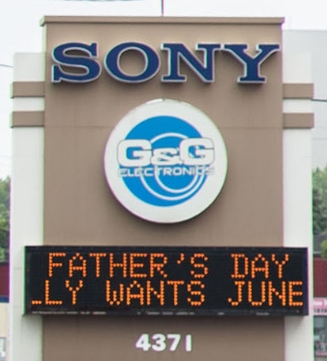 SONY
G&G
ELECTRONICS
FATHER'S DAY
LY WANTS JUNE
4371